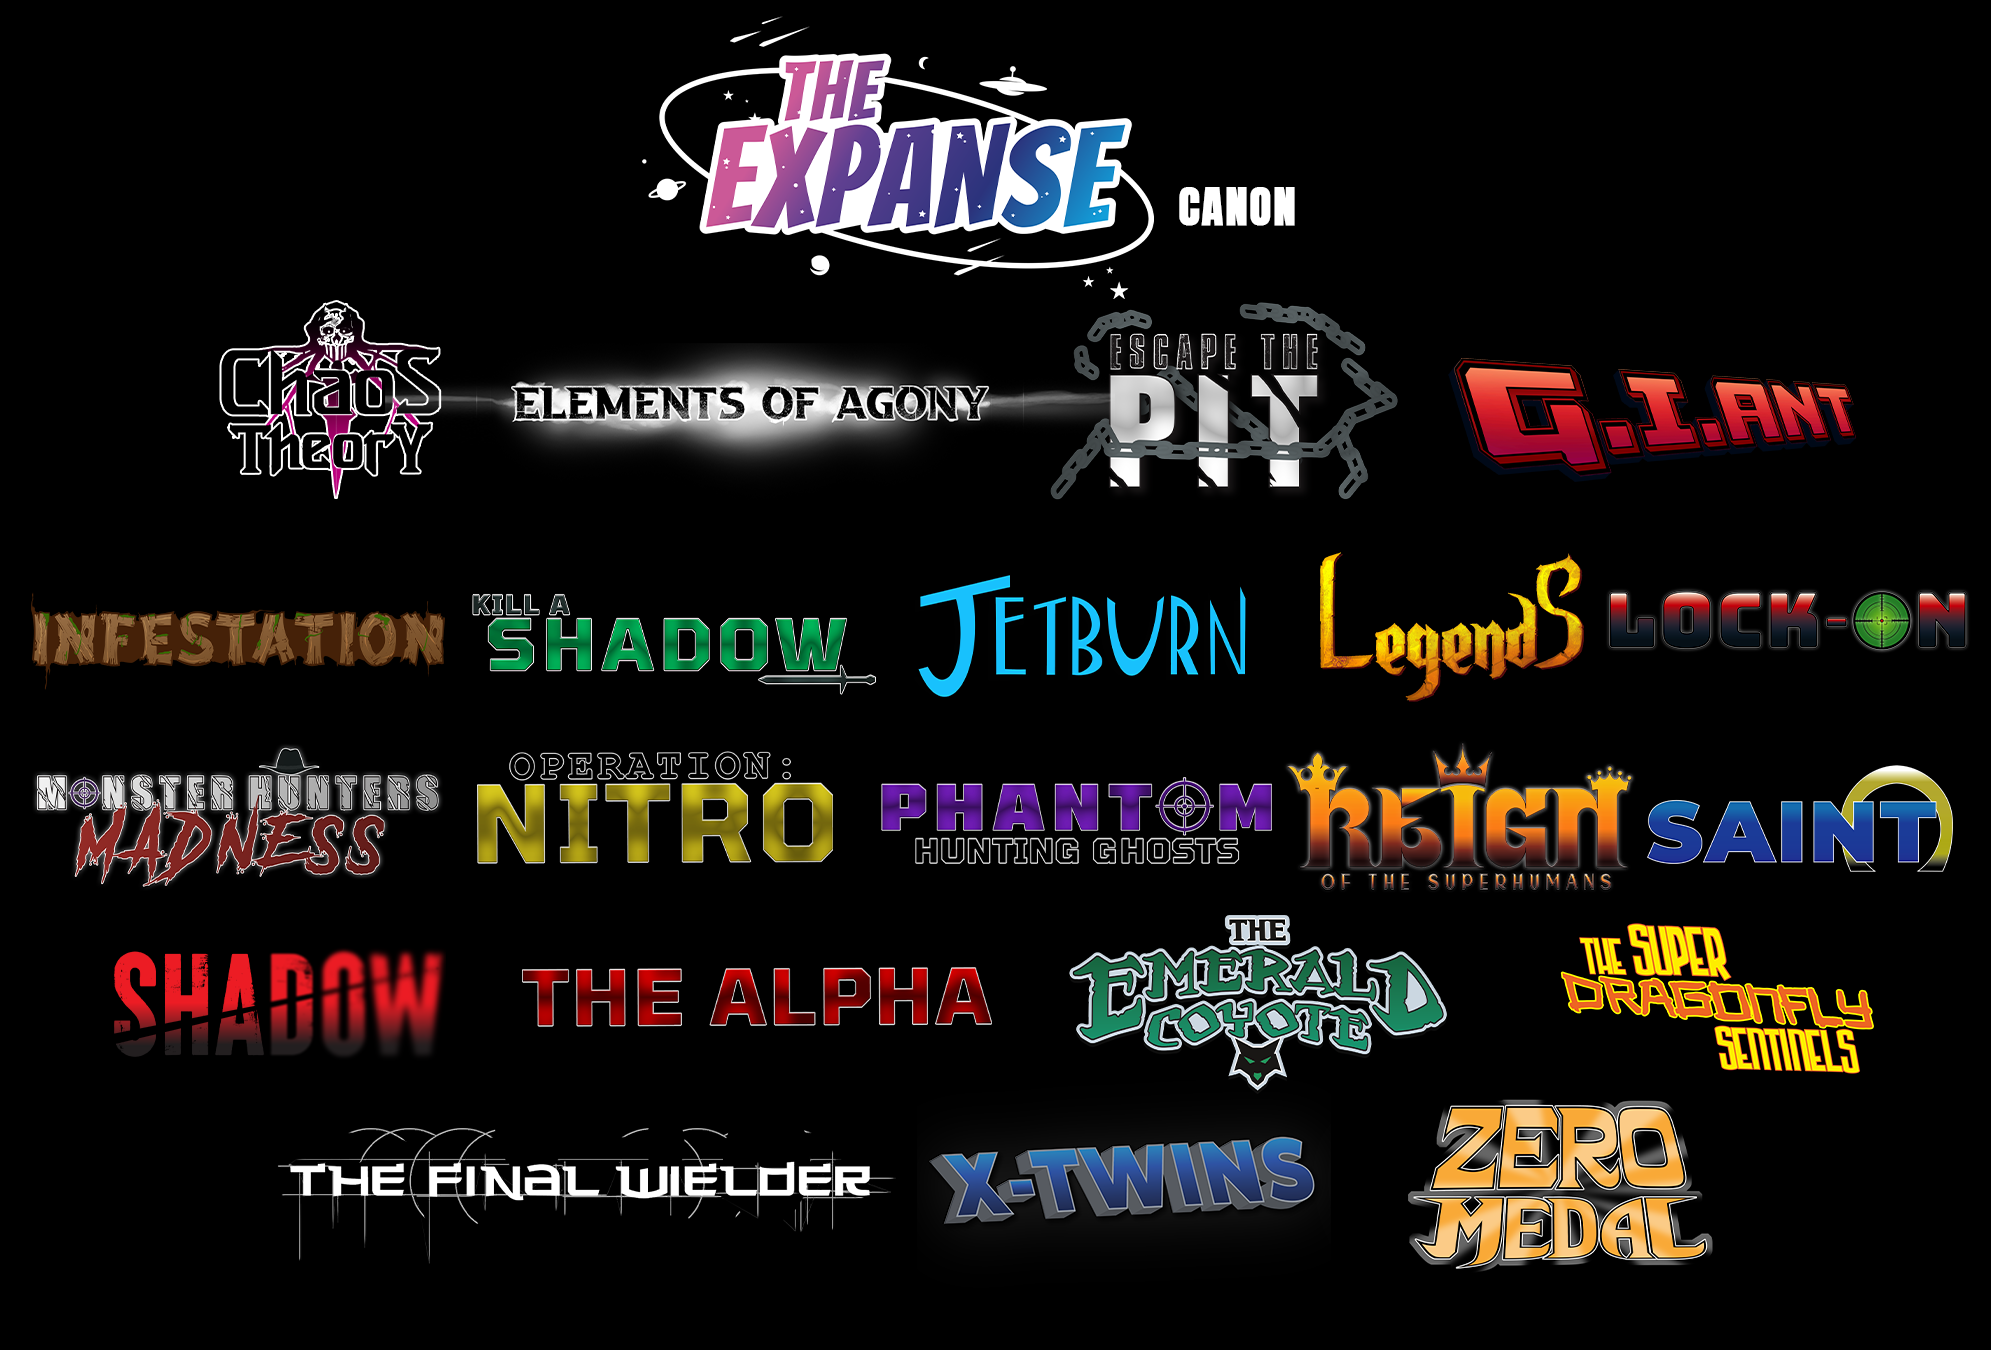 THE
EXPANSE
CANON
Chaos
Theory
ELEMENTS OF AGONY
ESCAPE THE
PIT
G.I.ANT
INFESTATION
KILL A
SHADOW
JETBURN
Legends
LOCK-ON
MONSTER HUNTERS
MADNESS
OPERATION:
NITRO
PHANTOM
HUNTING GHOSTS
REIGN
OF THE SUPERHUMANS
SAINT
SHADOW
THE ALPHA
THE
EMERALD
COYOTE
THE SUPER
DRAGONFLY
SENTINELS
THE FINAL WIELDER
X-TWINS
ZERO
MEDAL